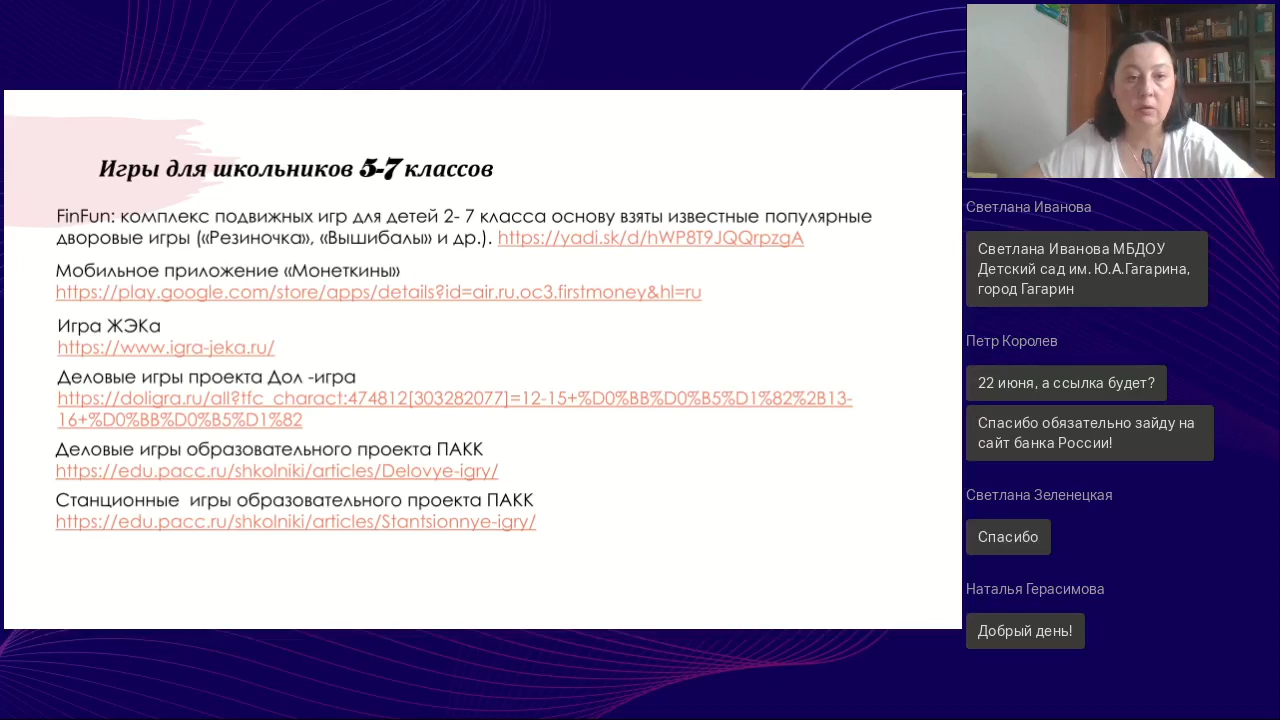 Игры для школьников 5-7 классов
FinFun: комплекс подвижных игр для детей 2- 7 класса основу взяты известные популярные
дворовые игры («Резиночка», «Вышибалы» и др.). https://yadi.sk/d/hWP8T9JQQrpzgA
Мобильное приложение «Монеткины»
https://play.google.com/store/apps/details?id=air.ru.oc3.firstmoney&hl=ru
Игра ЖЭКа
https://www.igra-jeka.ru/
Деловые игры проекта Дол -игра
https://doligra.ru/all?tfc_charact:474812[303282077]=12-15+%D0%BB%D0%B5%D1%82%2B13-
16+%D0%BB%D0%B5%D1%82
Деловые игры образовательного проекта ПАКК
https://edu.pacc.ru/shkolniki/articles/Delovye-igry/
Станционные  игры образовательного проекта ПАКК
https://edu.pacc.ru/shkolniki/articles/Stantsionnye-igry/
Светлана Иванова
Светлана Иванова МБДОУ
Детский сад им. Ю.А.Гагарина,
город Гагарин
Петр Королев
22 июня, а ссылка будет?
Спасибо обязательно зайду на
сайт банка России!
Светлана Зеленецкая
Спасибо
Наталья Герасимова
Добрый день!